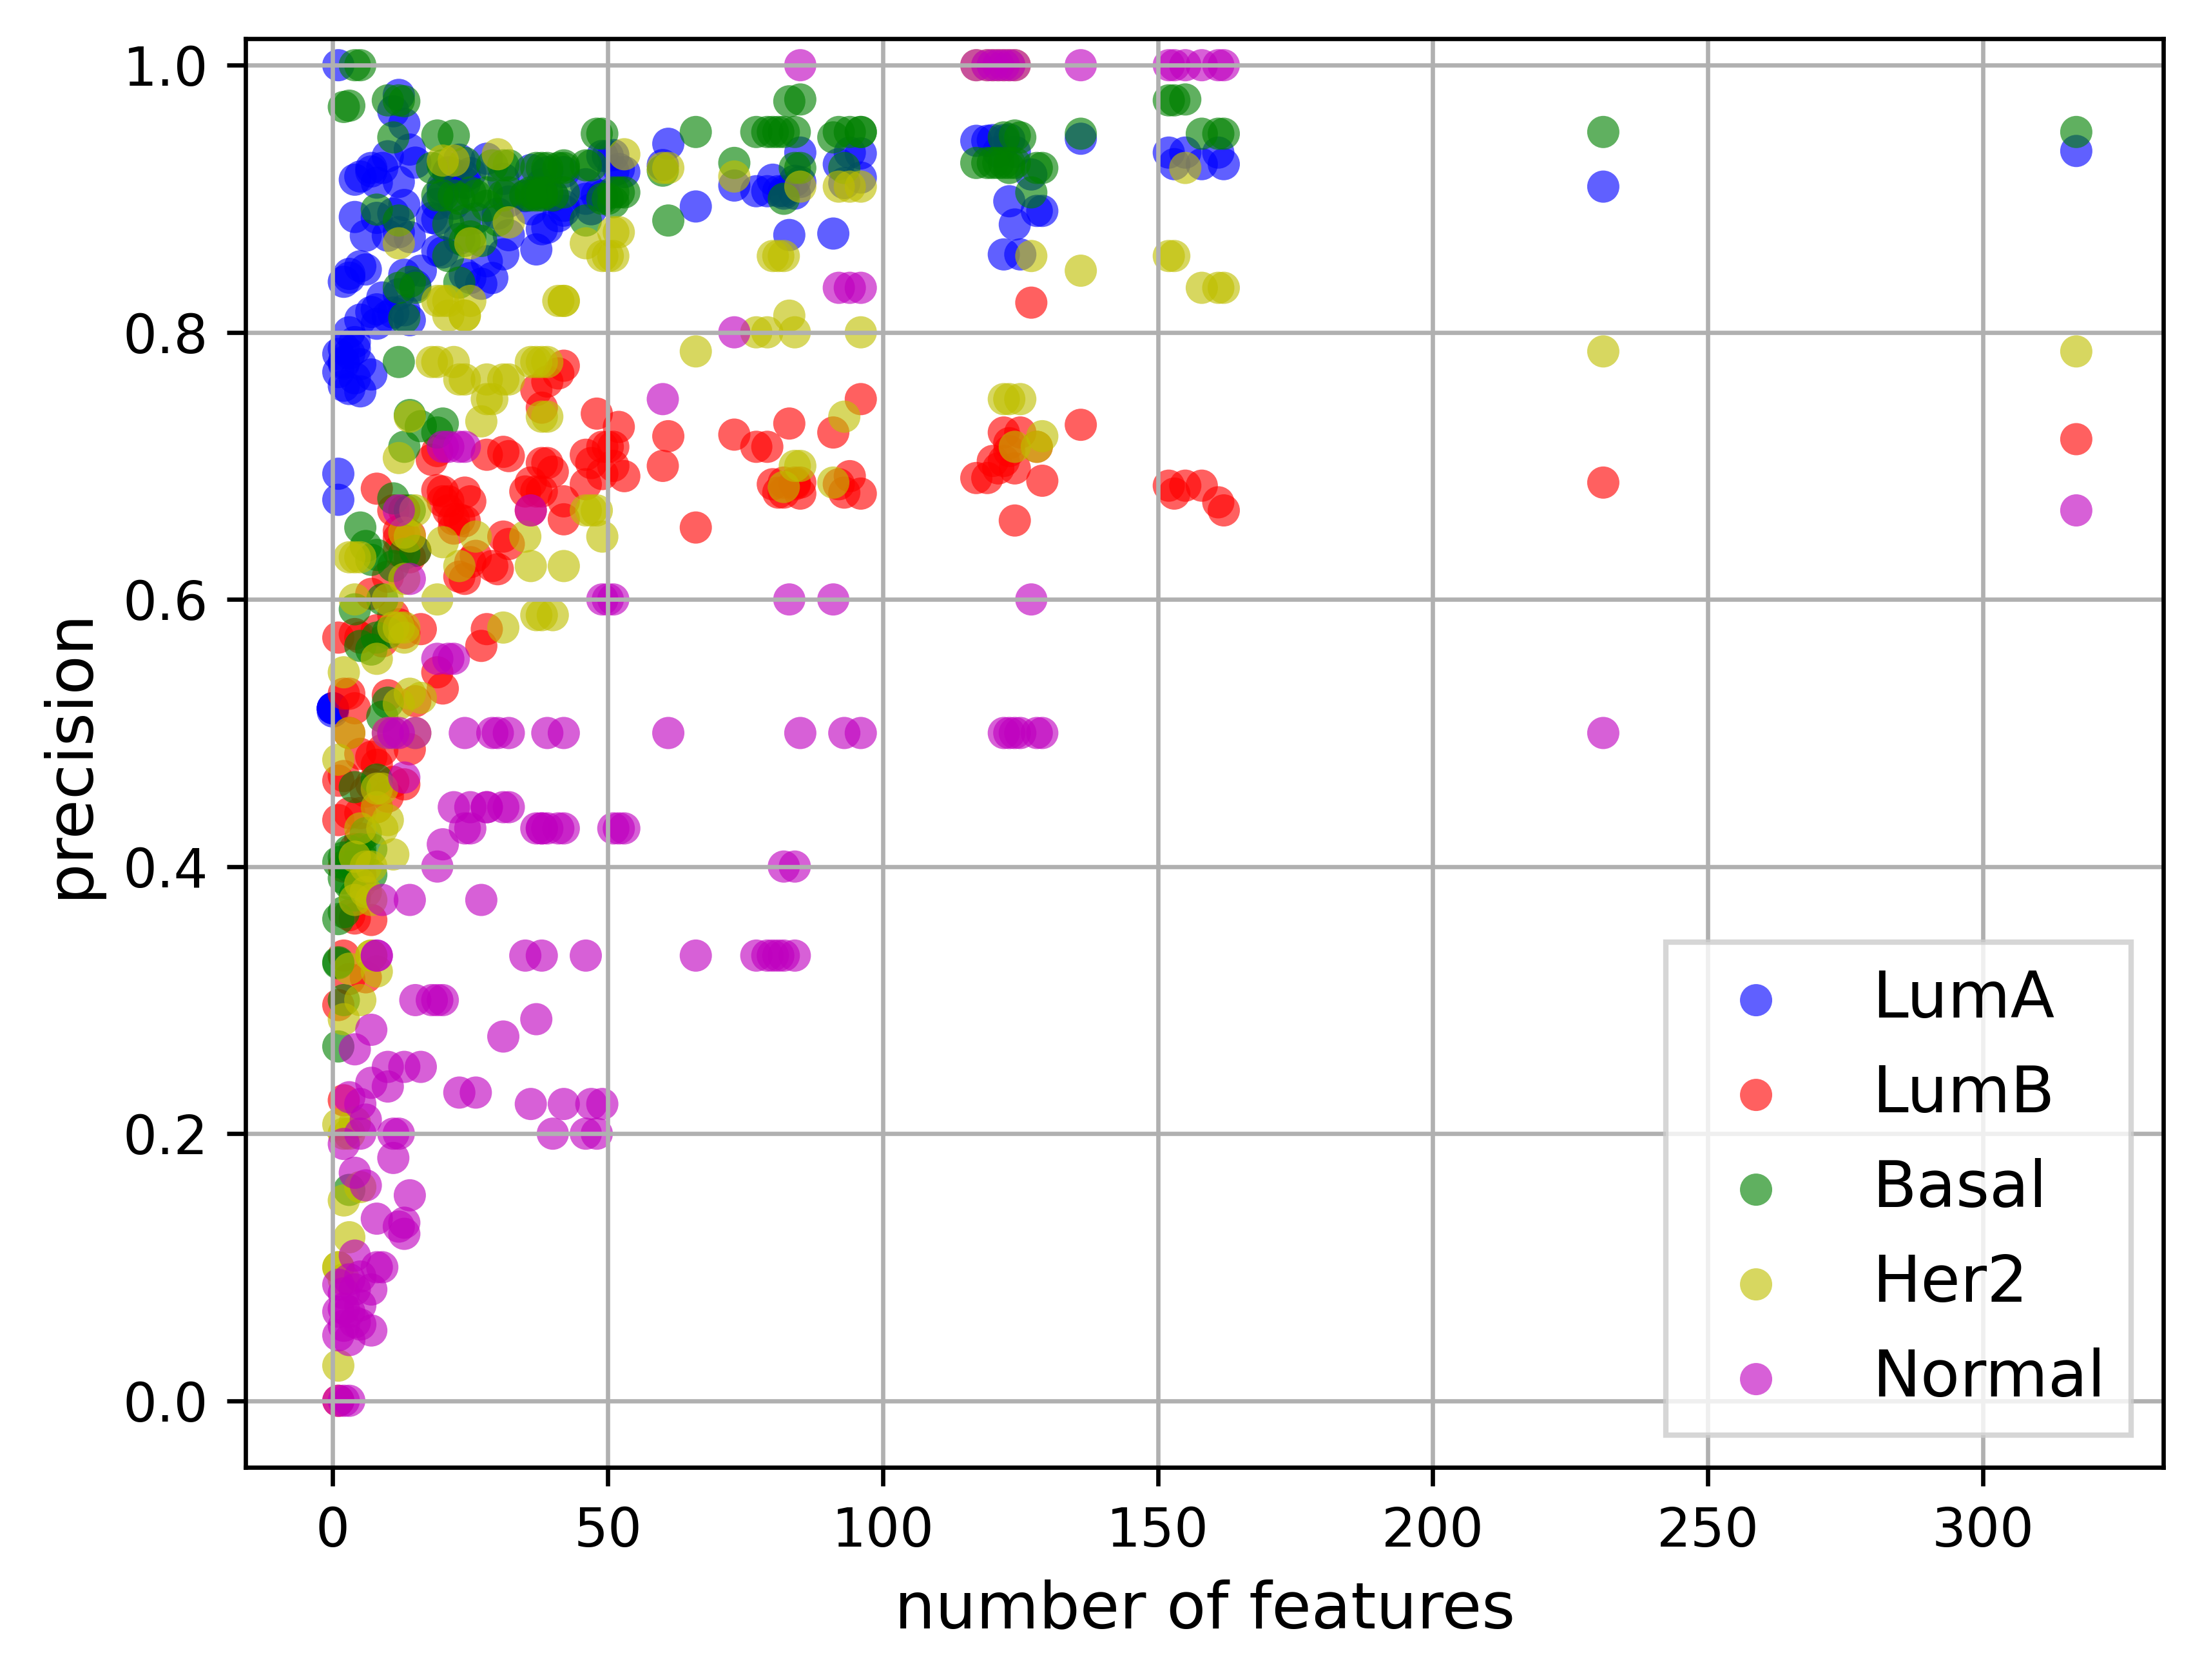 1.0
0.8
0.6
0.4
0.2
0.0
precision
0 50 100 150 200 250 300
number of features
LumA
LumB
Basal
Her2
Normal